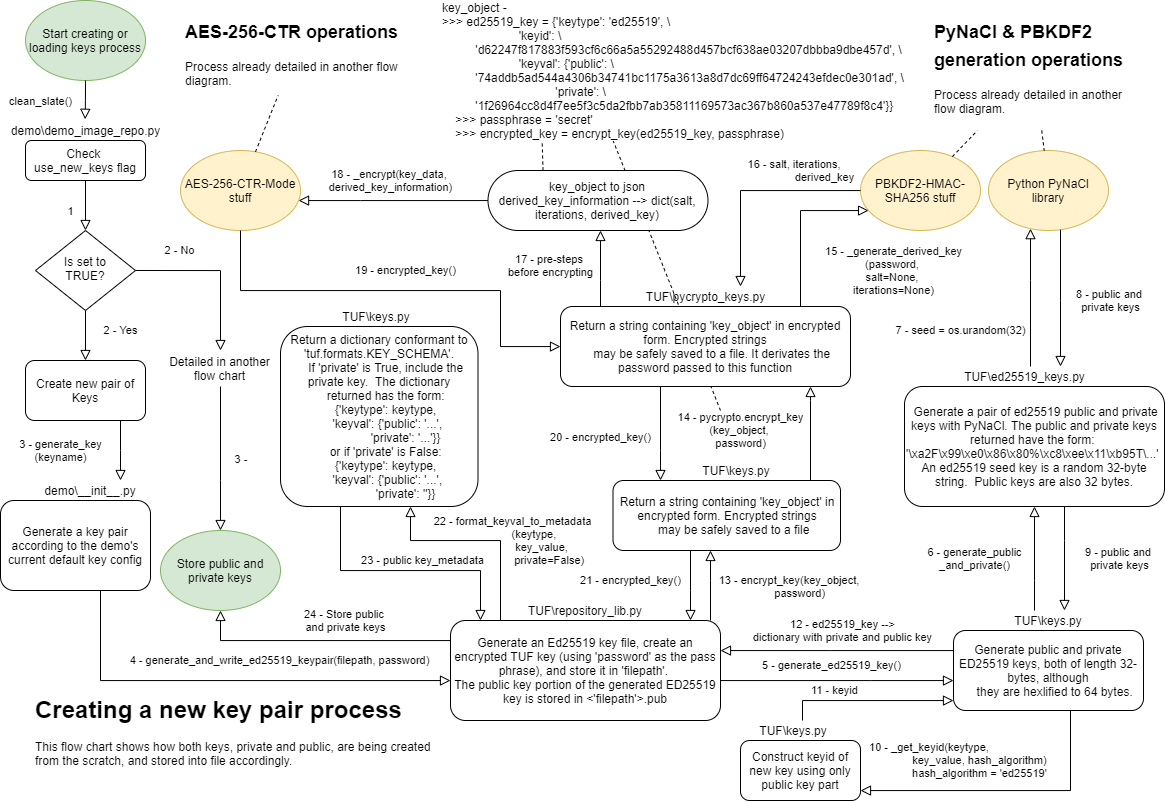 Start creating or
loading keys process
clean_slate()
demo\demo_image_repo.py
Check
use_new_keys flag
1
Is set to
TRUE?
2 - No
2 - Yes
Create new pair of
Keys
3 - generate_key
(keyname)
demo\__init__.py
Generate a key pair
according to the demo's
current default key config
Detailed in another
flow chart
3 -
Store public and
private keys
AES-256-CTR operations
Process already detailed in another flow
diagram.
AES-256-CTR-Mode
stuff
18 - _encrypt(key_data,
derived_key_information)
19 - encrypted_key()
key_object -
>>> ed25519_key = {'keytype': 'ed25519', \
'keyid': \
'd62247f817883f593cf6c66a5a55292488d457bcf638ae03207dbbba9dbe457d', \
'keyval': {'public': \
'74addb5ad544a4306b34741bc1175a3613a8d7dc69ff64724243efdec0e301ad', \
'private': \
'1f26964cc8d4f7ee5f3c5da2fbb7ab35811169573ac367b860a537e47789f8c4'}}
>>> passphrase = 'secret'
>>> encrypted_key = encrypt_key(ed25519_key, passphrase)
key_object to json
derived_key_information --> dict(salt,
iterations, derived_key)
17 - pre-steps
before encrypting
16 - salt, iterations,
derived_key
PyNaCl & PBKDF2
generation operations
Process already detailed in another
flow diagram.
PBKDF2-HMAC-
SHA256 stuff
Python PyNaCl
library
15 - _generate_derived_key
(password,
salt=None,
iterations=None)
7 - seed = os.urandom(32)
8 - public and
private keys
TUF\pycrypto_keys.py
Return a string containing 'key_object' in encrypted
form. Encrypted strings
may be safely saved to a file. It derivates the
password passed to this function
14 - pycrypto.encrypt_key
(key_object,
password)
20 - encrypted_key()
TUF\keys.py
Return a string containing 'key_object' in
encrypted form. Encrypted strings
may be safely saved to a file
TUF\keys.py
Return a dictionary conformant to
'tuf.formats.KEY_SCHEMA'.
If 'private' is True, include the
private key. The dictionary
returned has the form:
{'keytype': keytype,
'keyval': {'public': '...',
'private': '...'}}
or if 'private' is False:
{'keytype': keytype,
'keyval': {'public': '...',
'private': ''}}
22 - format_keyval_to_metadata
(keytype,
key_value,
private=False)
23 - public key_metadata
21 - encrypted_key()
13 - encrypt_key(key_object,
password)
24 - Store public
and private keys
4 - generate_and_write_ed25519_keypair(filepath, password)
TUF\repository_lib.py
Generate an Ed25519 key file, create an
encrypted TUF key (using 'password' as the pass
phrase), and store it in 'filepath'.
The public key portion of the generated ED25519
key is stored in <'filepath'>.pub
12 - ed25519_key -->
dictionary with private and public key
5 - generate_ed25519_key()
TUF\ed25519_keys.py
Generate a pair of ed25519 public and private
keys with PyNaCl. The public and private keys
returned have the form:
'\xa2F\x99\xe0\x86\x80%\xc8\xee\x11\xb95T\...'
An ed25519 seed key is a random 32-byte
string. Public keys are also 32 bytes.
6 - generate_public
_and_private()
9 - public and
private keys
TUF\keys.py
Generate public and private
ED25519 keys, both of length 32-
bytes, although
they are hexlified to 64 bytes.
11 - keyid
TUF\keys.py
Construct keyid of
new key using only
public key part
10 - _get_keyid(keytype,
key_value, hash_algorithm)
hash_algorithm = 'ed25519'
Creating a new key pair process
This flow chart shows how both keys, private and public, are being created
from the scratch, and stored into file accordingly.